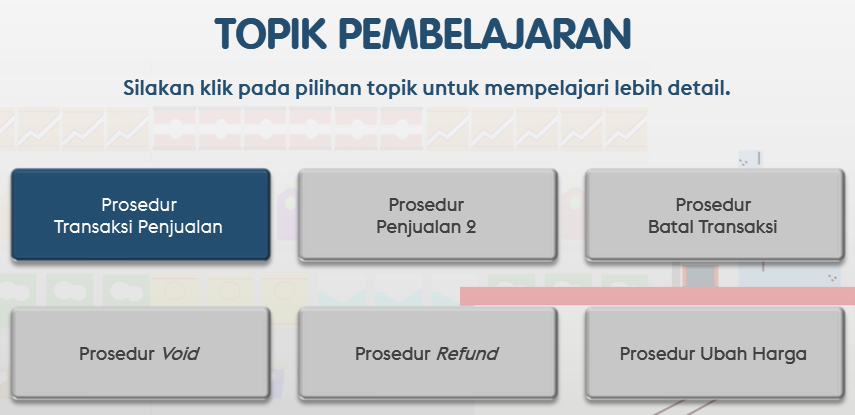 TOPIK PEMBELAJARAN
Silakan klik pada pilihan topik untuk mempelajari lebih detail.
Prosedur
Transaksi Penjualan
Prosedur
Penjualan 2
Prosedur
Batal Transaksi
Prosedur Void
Prosedur Refund
Prosedur Ubah Harga